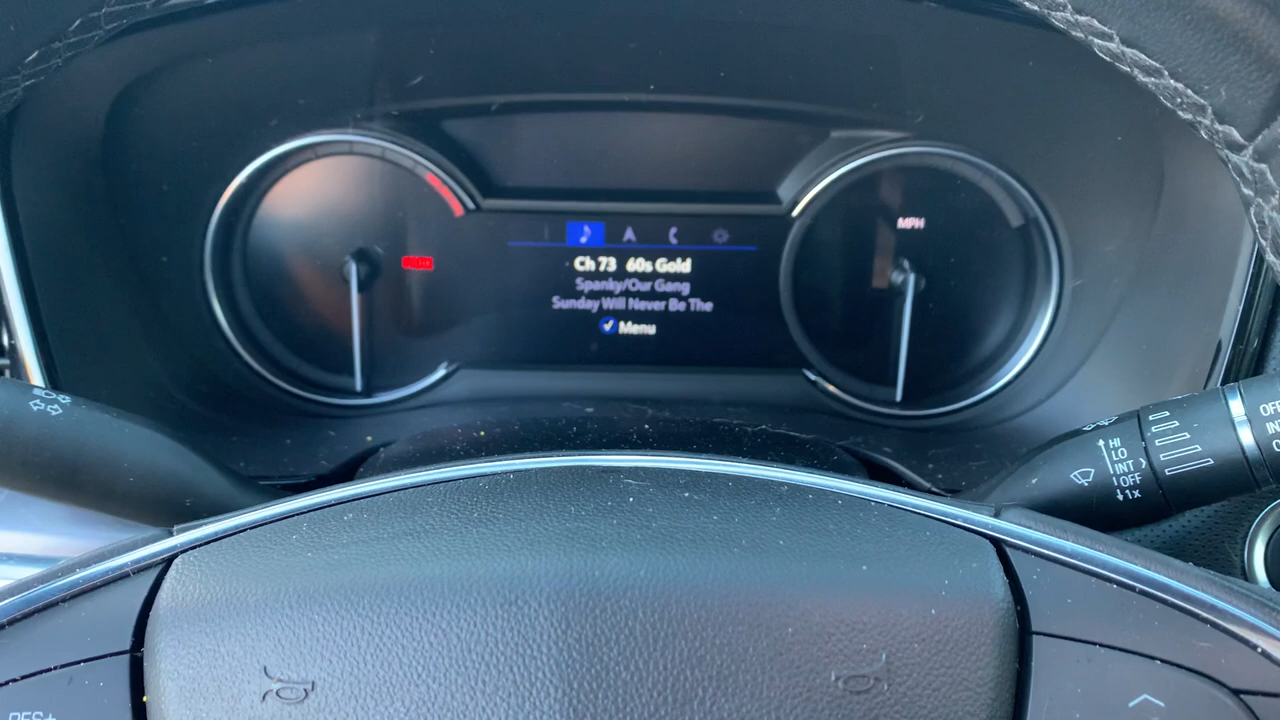 MPH
Ch 73 60s Gold
Spanky/Our Gang
Sunday Will Never Be The
Menu
HI
LO
INT
OFF
1x
OFF
RES+